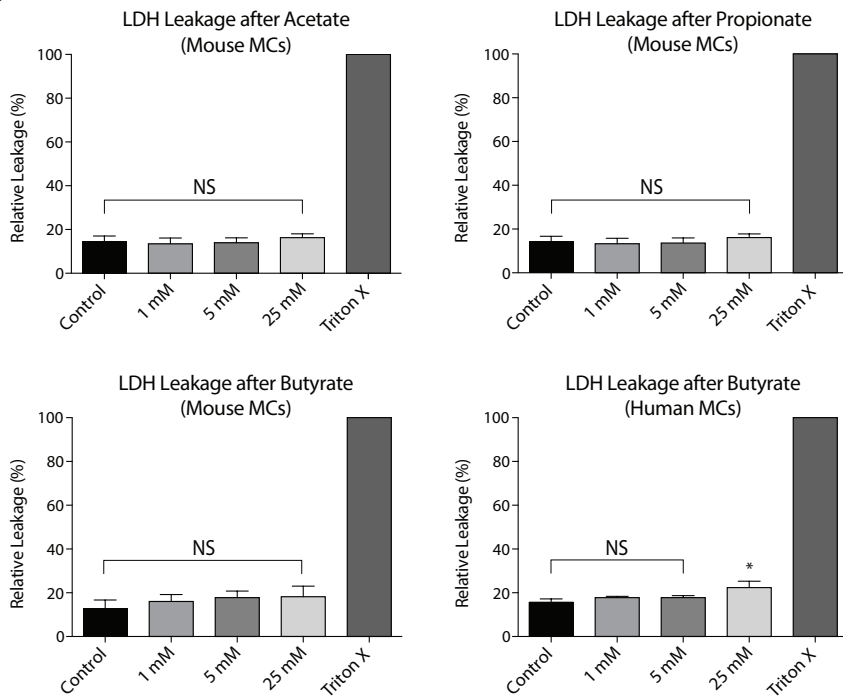 LDH Leakage after Acetate
(Mouse MCs)
Relative Leakage (%)
100
80
60
40
20
0
NS
Control
1 mM
5 mM
25 mM
Triton X
LDH Leakage after Propionate
(Mouse MCs)
Relative Leakage (%)
100
80
60
40
20
0
NS
Control
1 mM
5 mM
25 mM
Triton X
LDH Leakage after Butyrate
(Mouse MCs)
Relative Leakage (%)
100
80
60
40
20
0
NS
Control
1 mM
5 mM
25 mM
Triton X
LDH Leakage after Butyrate
(Human MCs)
Relative Leakage (%)
100
80
60
40
20
0
NS
*
Control
1 mM
5 mM
25 mM
Triton X